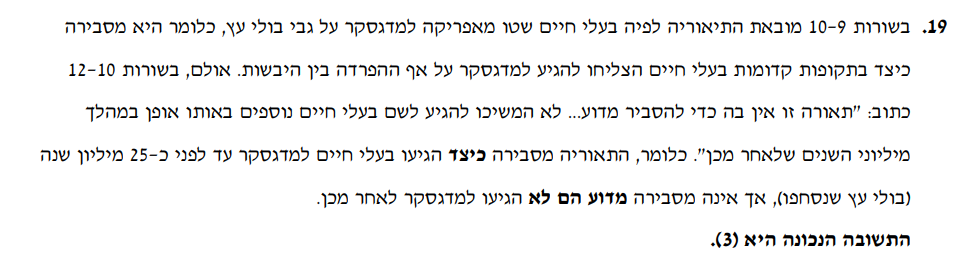 19. בשורות 9–10 מובאת התיאוריה לפיה בעלי חיים שטו מאפריקה למדגסקר על גבי בולי עץ, כלומר היא מסבירה
כיצד בתקופות קדומות בעלי חיים הצליחו להגיע למדגסקר על אף ההפרדה בין היבשות. אולם, בשורות 10–12
כתוב: "תאורה זו אין בה כדי להסביר מדוע... לא המשיכו להגיע לשם בעלי חיים נוספים באותו אופן במהלך
מיליוני השנים שלאחר מכן". כלומר, התאוריה מסבירה כיצד הגיעו בעלי חיים למדגסקר עד לפני כ–25 מיליון שנה
(בולי עץ שנסחפו), אך אינה מסבירה מדוע הם לא הגיעו למדגסקר לאחר מכן.
התשובה הנכונה היא (3).